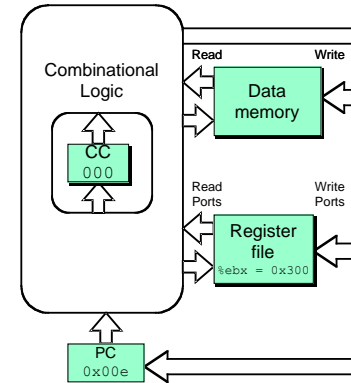 Combinational
Logic
CC
000
Read
Write
Data
memory
Read
Ports
Write
Ports
Register
file
%ebx = 0x300
PC
0x00e